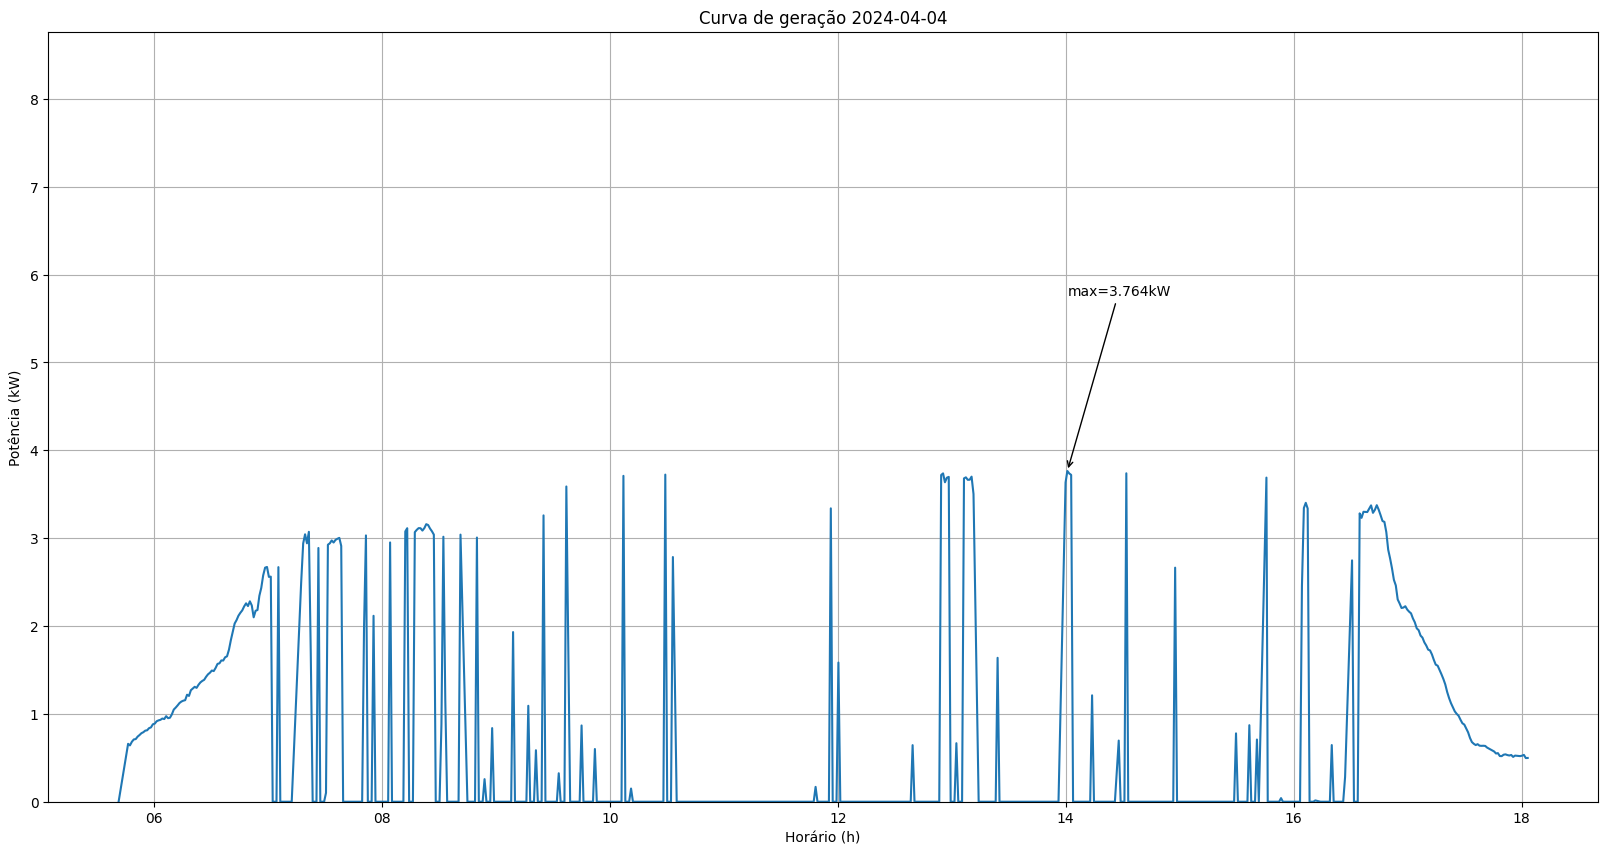 Curva de geração 2024-04-04
8
7
6
5
4
3
2
1
0
Potência (kW)
max=3.764kW
06 08 10 12 14 16 18
Horário (h)